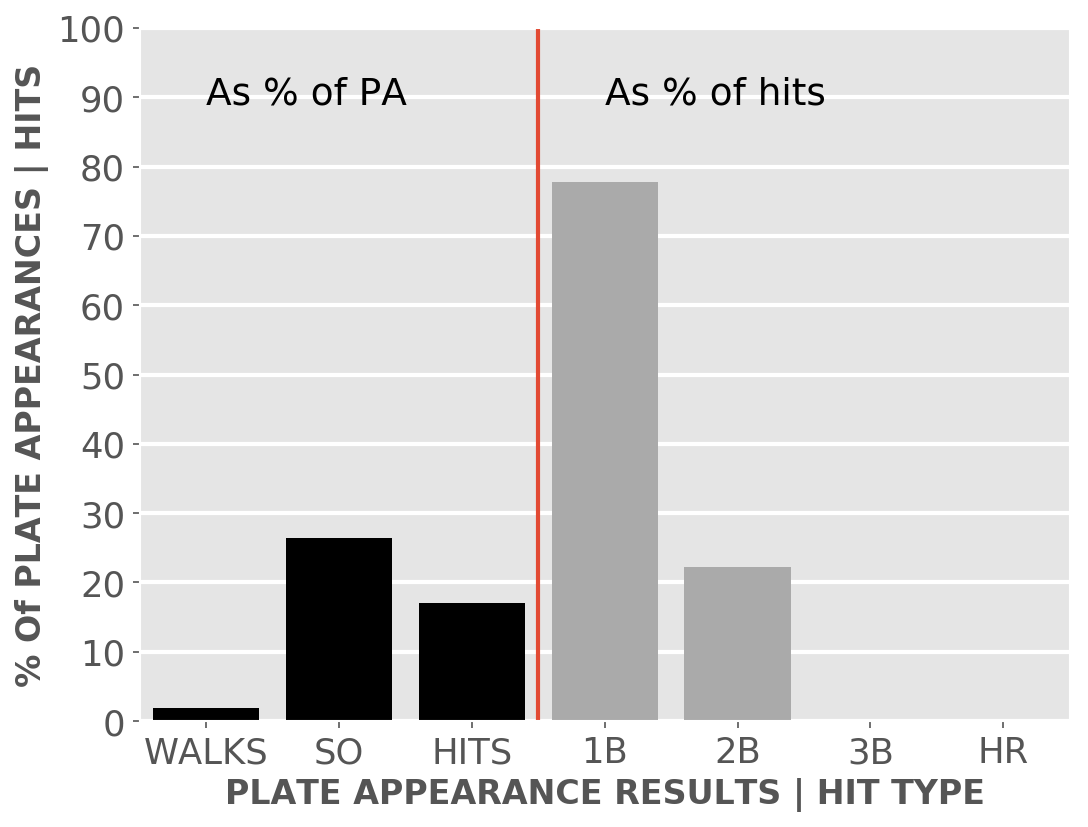 % Of PLATE APPEARANCES | HITS
100
90
80
70
60
50
40
30
20
10
0
As % of PA
As % of hits
WALKS SO HITS 1B 2B 3B HR
PLATE APPEARANCE RESULTS | HIT TYPE